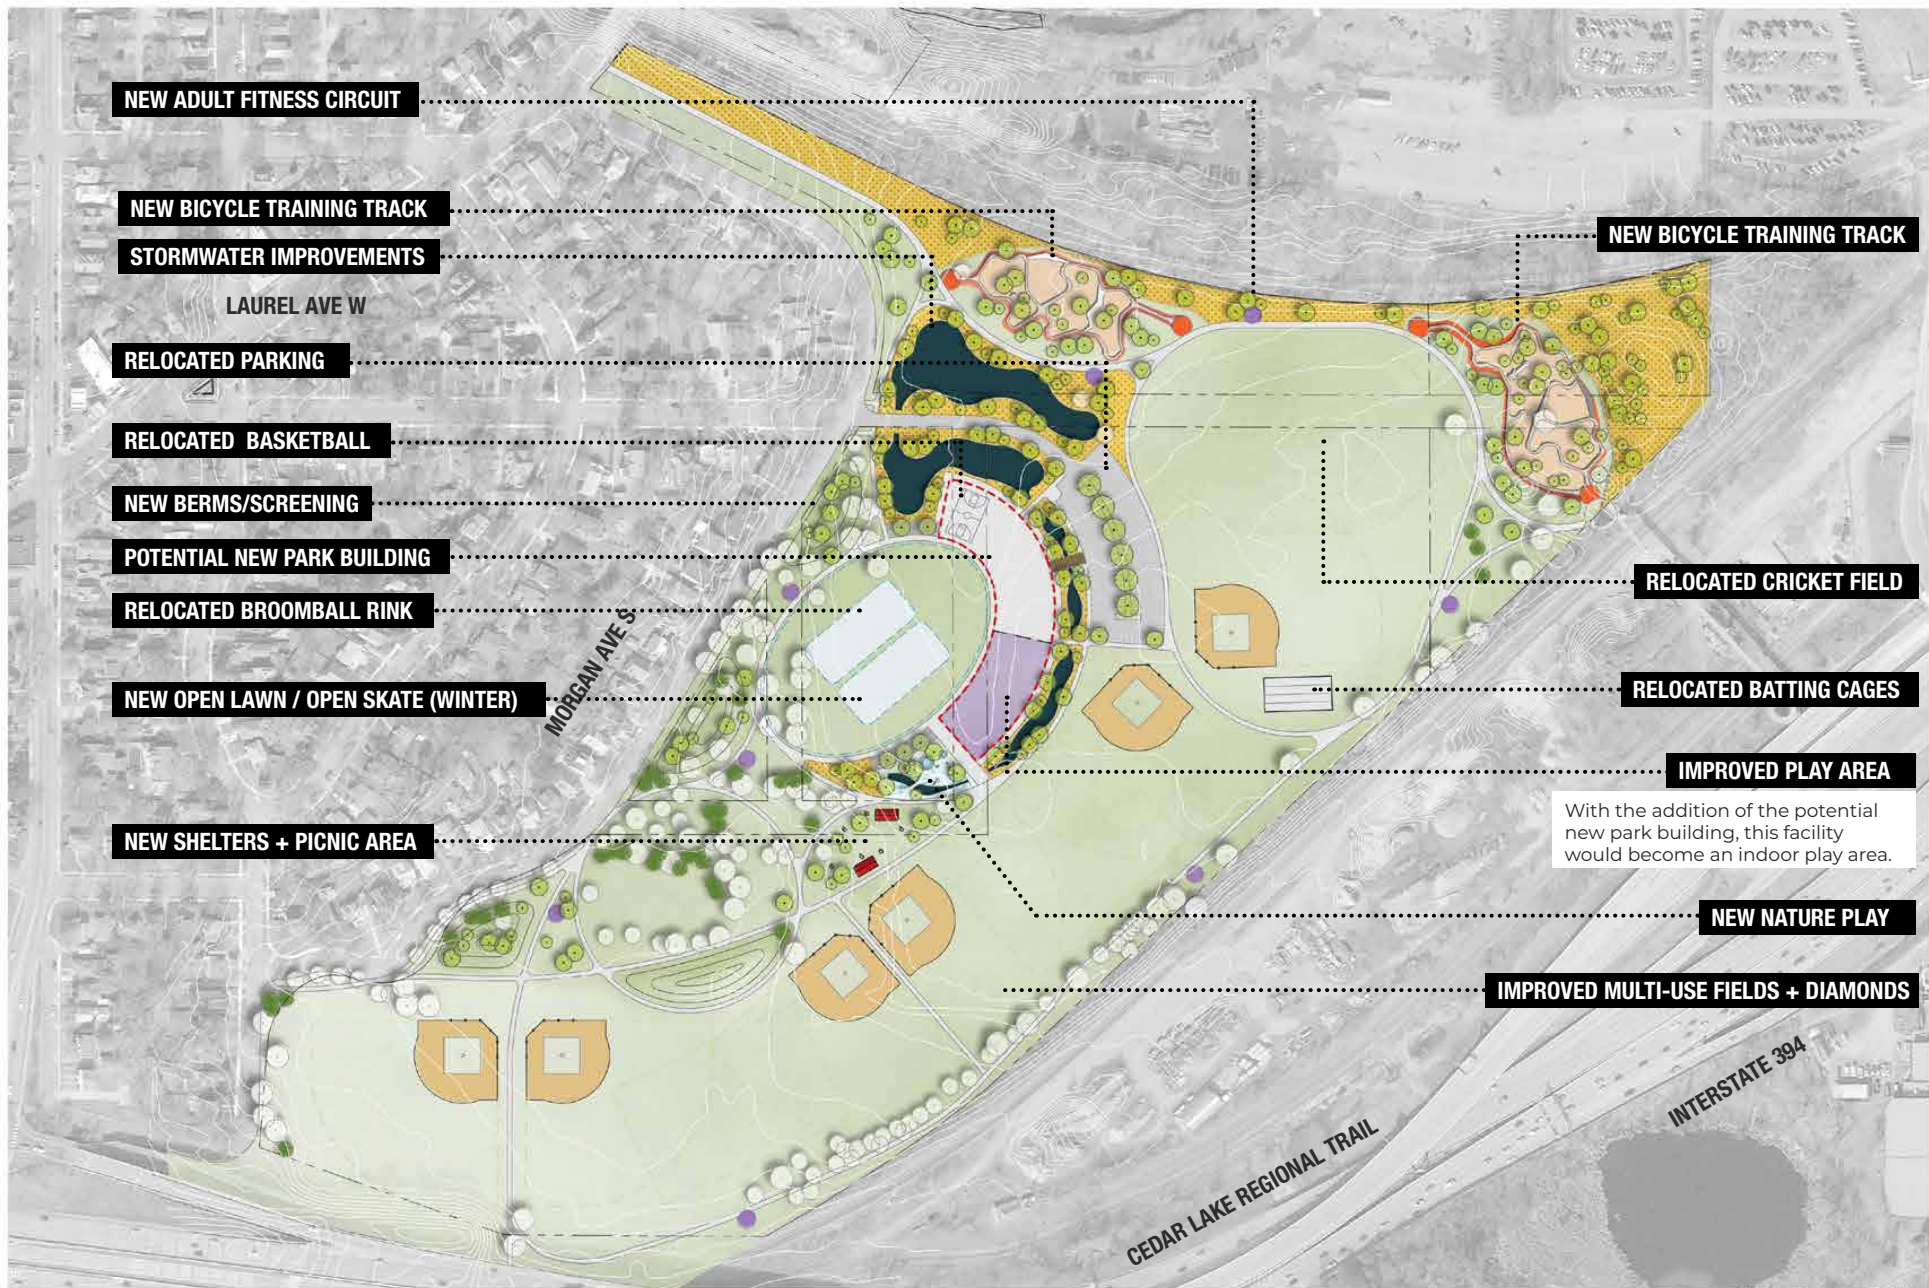 NEW ADULT FITNESS CIRCUIT
NEW BICYCLE TRAINING TRACK
STORMWATER IMPROVEMENTS
LAUREL AVE W
RELOCATED PARKING
RELOCATED BASKETBALL
NEW BERMS/SCREENING
POTENTIAL NEW PARK BUILDING
RELOCATED BROOMBALL RINK
MORGAN AVE S
NEW OPEN LAWN / OPEN SKATE (WINTER)
NEW SHELTERS + PICNIC AREA
NEW BICYCLE TRAINING TRACK
RELOCATED CRICKET FIELD
RELOCATED BATTING CAGES
IMPROVED PLAY AREA
With the addition of the potential
new park building, this facility
would become an indoor play area.
NEW NATURE PLAY
IMPROVED MULTI-USE FIELDS + DIAMONDS
INTERSTATE 394
CEDAR LAKE REGIONAL TRAIL